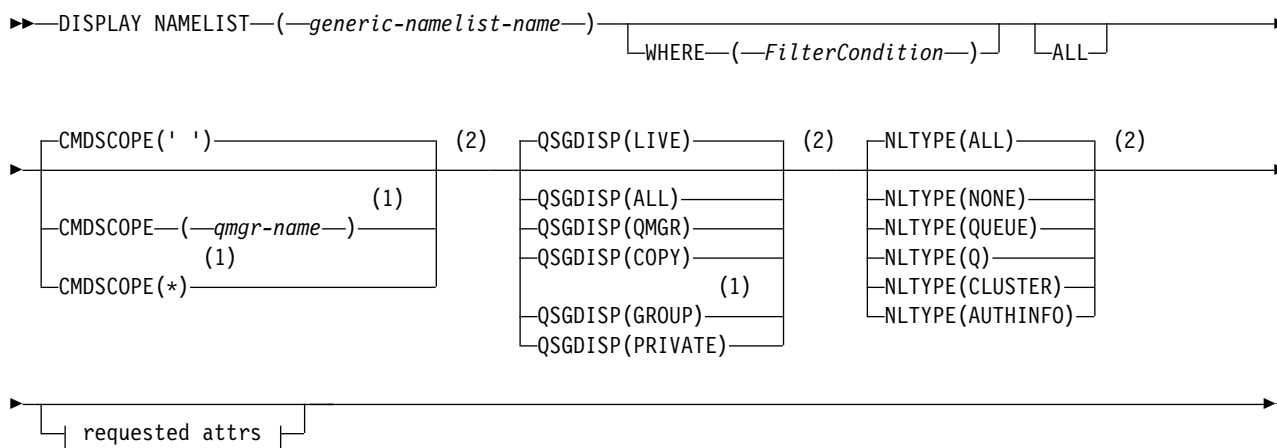 DISPLAY NAMELIST ( generic-namelist-name )
WHERE ( FilterCondition ) ALL
CMDSCOPE(' ') (2) QSGDISP(LIVE) (2) NLTYPE(ALL) (2)
QSGDISP(ALL) NLTYPE(NONE)
(1)
CMDSCOPE ( qmgr-name ) QSGDISP(QMGR) NLTYPE(QUEUE)
(1) QSGDISP(COPY) NLTYPE(Q)
CMDSCOPE(*) (1) NLTYPE(CLUSTER)
QSGDISP(GROUP) NLTYPE(AUTHINFO)
QSGDISP(PRIVATE)
requested attrs